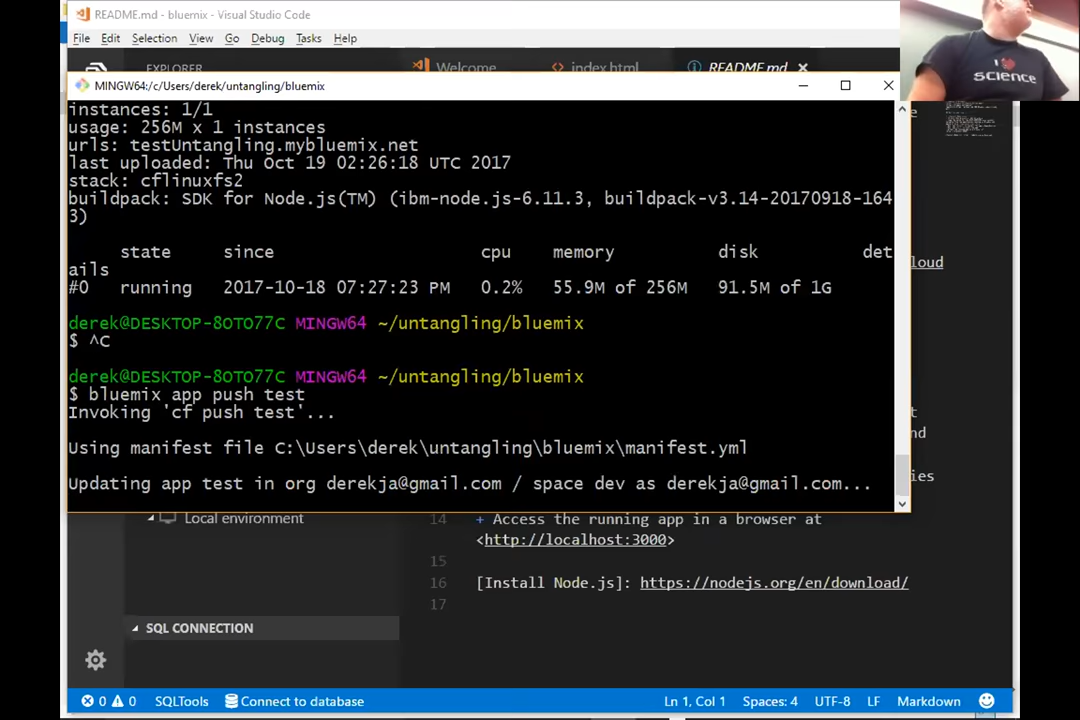 README.md - bluemix - Visual Studio Code
File Edit Selection View Go Debug Tasks Help
EXPLORER
Welcome <> index.html README.md
SCIENCE
MINGW64:/c/Users/derek/untangling/bluemix
instances: 1/1
usage: 256M x 1 instances
urls: testUntangling.mybluemix.net
last uploaded: Thu Oct 19 02:26:18 UTC 2017
stack: cflinuxfs2
buildpack: SDK for Node.js(TM) (ibm-node.js-6.11.3, buildpack-v3.14-20170918-164
3)
state since cpu memory disk det
ails
#0 running 2017-10-18 07:27:23 PM 0.2% 55.9M of 256M 91.5M of 1G
derek@DESKTOP-8OTO77C MINGW64 ~/untangling/bluemix
$ ^C
derek@DESKTOP-8OTO77C MINGW64 ~/untangling/bluemix
$ bluemix app push test
Invoking 'cf push test'...
Using manifest file C:\Users\derek\untangling\bluemix\manifest.yml
Updating app test in org derekja@gmail.com / space dev as derekja@gmail.com...
loud
nd
ies
Local environment
14 + Access the running app in a browser at
<http://localhost:3000>
15
16 [Install Node.js]: https://nodejs.org/en/download/
17
SQL CONNECTION
0 0 SQLTools Connect to database Ln 1, Col 1 Spaces: 4 UTF-8 LF Markdown